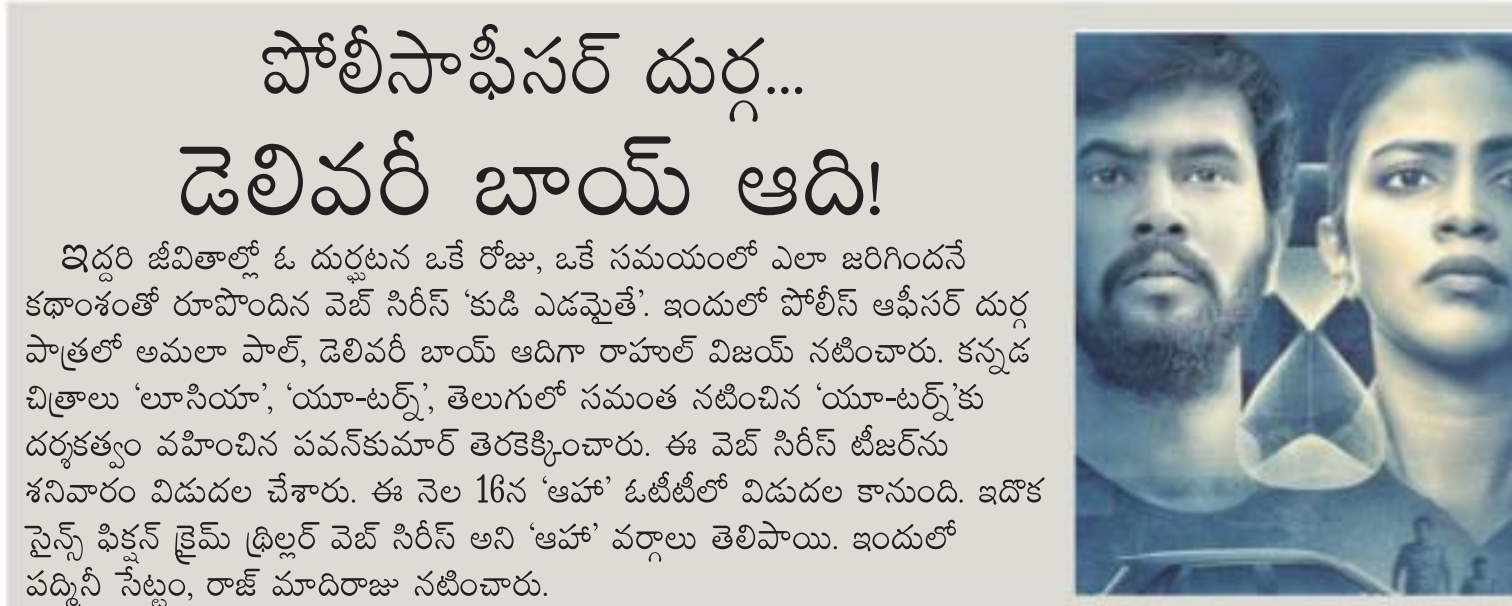 పోలీసాఫీసర్ దుర్గ...
డెలివరీ బాయ్ ఆది!
ఇద్దరి జీవితాల్లో ఓ దుర్ఘటన ఒకే రోజు, ఒకే సమయంలో ఎలా జరిగిందనే
కథాంశంతో రూపొందిన వెబ్ సిరీస్ ‘కుడి ఎడమైతే’. ఇందులో పోలీస్ ఆఫీసర్ దుర్గ
పాత్రలో అమలా పాల్, డెలివరీ బాయ్ ఆదిగా రాహుల్ విజయ్ నటించారు. కన్నడ
చిత్రాలు ‘లూసియా’, ‘యూ-టర్న్’, తెలుగులో సమంత నటించిన ‘యూ-టర్న్’కు
దర్శకత్వం వహించిన పవన్‌కుమార్ తెరకెక్కించారు. ఈ వెబ్ సిరీస్ టీజర్‌ను
శనివారం విడుదల చేశారు. ఈ నెల 16న ‘ఆహా’ ఓటీటీలో విడుదల కానుంది. ఇదొక
సైన్స్ ఫిక్షన్ క్రైమ్ థ్రిల్లర్ వెబ్ సిరీస్ అని ‘ఆహా’ వర్గాలు తెలిపాయి. ఇందులో
పద్మినీ సేట్టం, రాజ్ మాదిరాజు నటించారు.